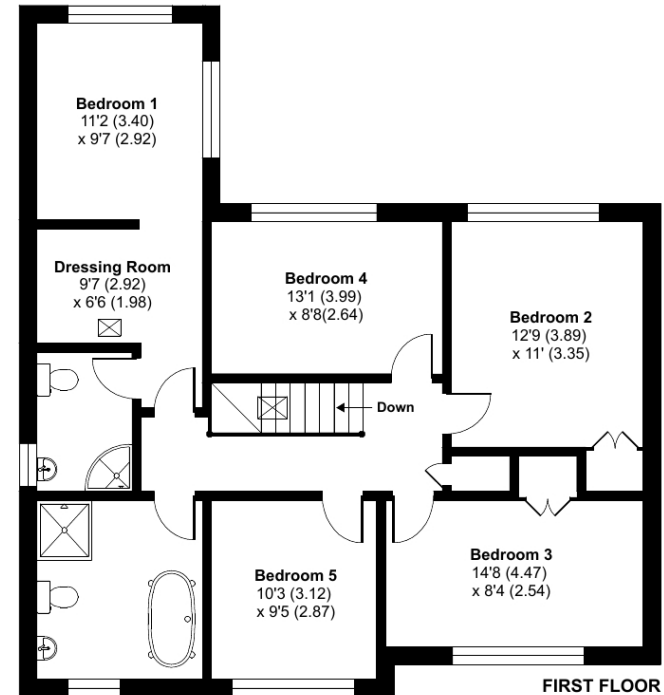 Bedroom 1
11'2 (3.40)
x 9'7 (2.92)
Dressing Room
9'7 (2.92)
x 6'6 (1.98)
Bedroom 4
13'1 (3.99)
x 8'8(2.64)
Bedroom 2
12'9 (3.89)
x 11' (3.35)
Down
Bedroom 3
14'8 (4.47)
x 8'4 (2.54)
Bedroom 5
10'3 (3.12)
x 9'5 (2.87)
FIRST FLOOR